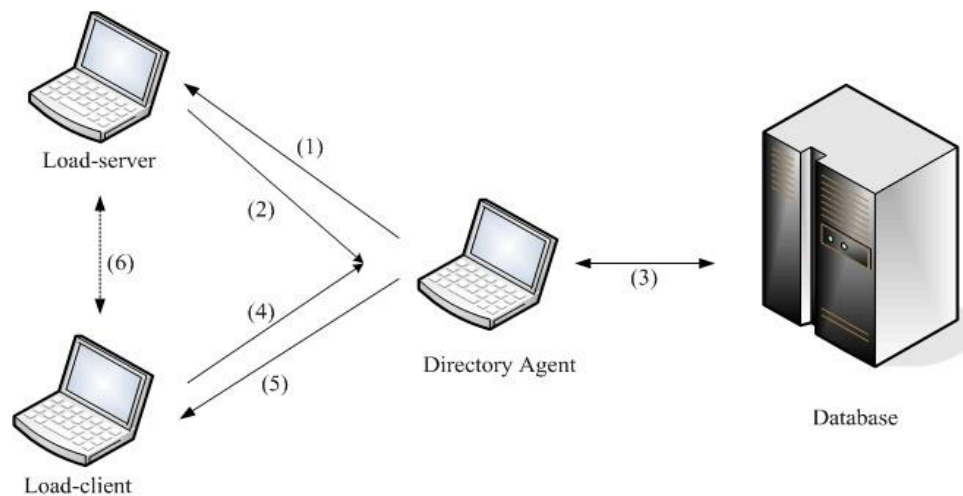 Load-server
(1)
(2)
(6)
(3)
(4)
(5)
Directory Agent
Database
Load-client